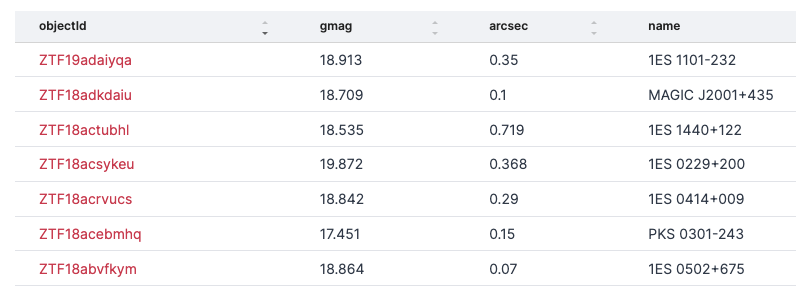 objectId gmag arcsec name
ZTF19adaiyqa 18.913 0.35 1ES 1101-232
ZTF18adkdaiu 18.709 0.1 MAGIC J2001+435
ZTF18actubhl 18.535 0.719 1ES 1440+122
ZTF18acsykeu 19.872 0.368 1ES 0229+200
ZTF18acrvucs 18.842 0.29 1ES 0414+009
ZTF18acebmhq 17.451 0.15 PKS 0301-243
ZTF18abvfkym 18.864 0.07 1ES 0502+675